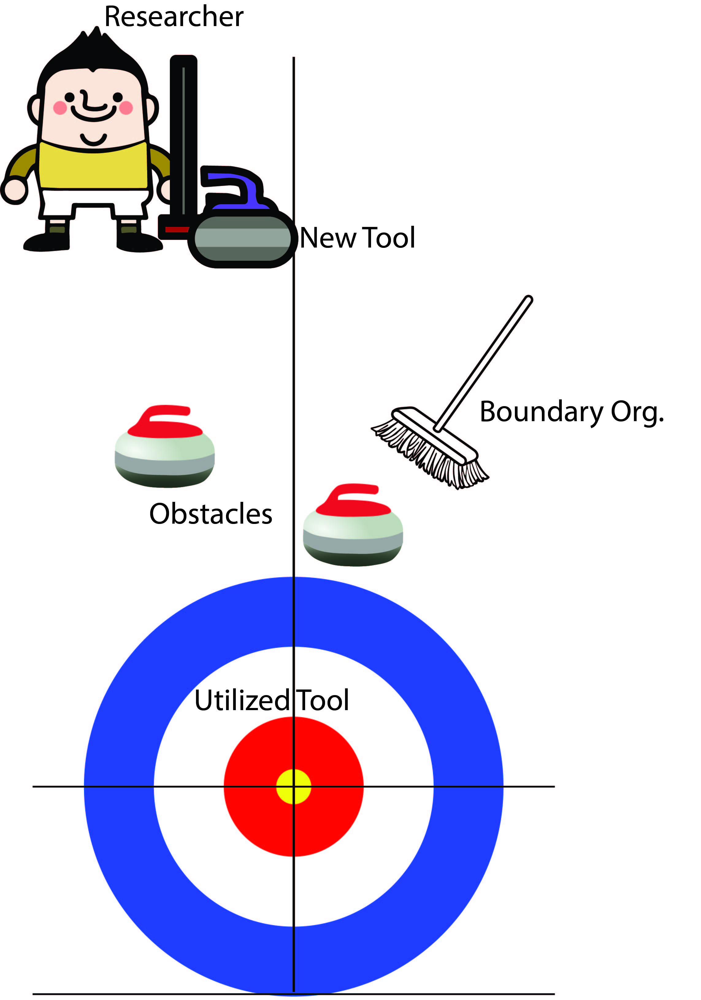 Researcher
New Tool
Boundary Org.
Obstacles
Utilized Tool